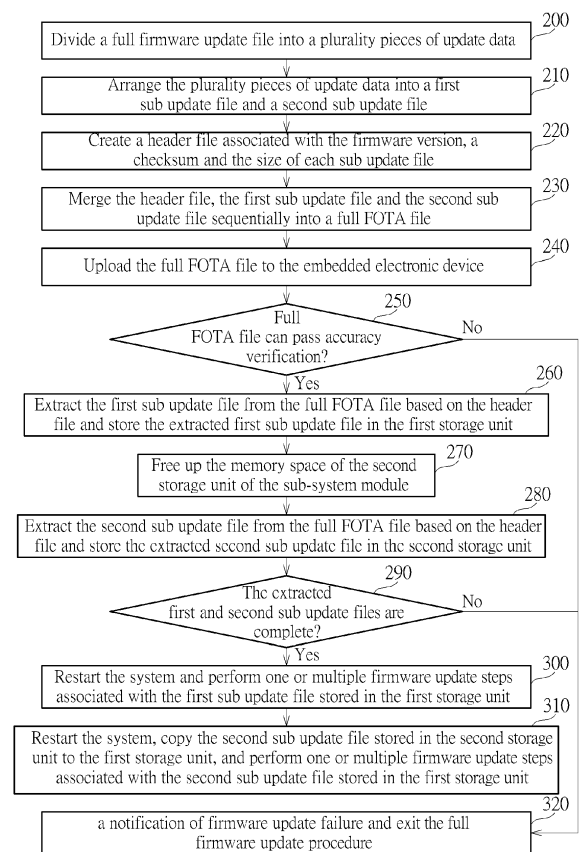 200
Divide a full firmware update file into a plurality pieces of update data
210
Arrange the plurality pieces of update data into a first
sub update file and a second sub update file
220
Create a header file associated with the firmware version, a
checksum and the size of each sub update file
230
Merge the header file, the first sub update file and the second sub
update file sequentially into a full FOTA file
240
Upload the full FOTA file to the embedded electronic device
250
Full
FOTA file can pass accuracy
verification?
No
Yes
260
Extract the first sub update file from the full FOTA file based on the header
file and store the extracted first sub update file in the first storage unit
270
Free up the memory space of the second
storage unit of the sub-system module
280
Extract the second sub update file from the full FOTA file based on the header
file and store the extracted second sub update file in the second storage unit
290
The extracted
first and second sub update files are
complete?
No
Yes
300
Restart the system and perform one or multiple firmware update steps
associated with the first sub update file stored in the first storage unit
310
Restart the system, copy the second sub update file stored in the second storage
unit to the first storage unit, and perform one or multiple firmware update steps
associated with the second sub update file stored in the first storage unit
320
a notification of firmware update failure and exit the full
firmware update procedure